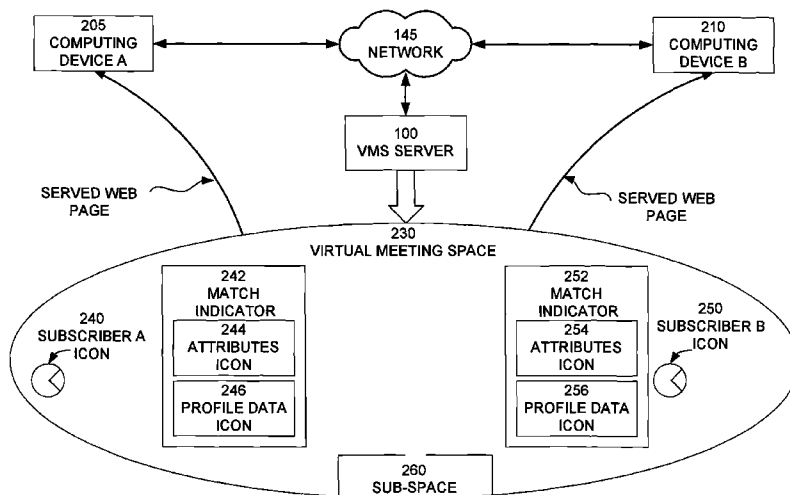 205
COMPUTING
DEVICE A
145
NETWORK
210
COMPUTING
DEVICE B
100
VMS SERVER
SERVED WEB
PAGE
SERVED WEB
PAGE
230
VIRTUAL MEETING SPACE
242
MATCH
INDICATOR
244
ATTRIBUTES
ICON
246
PROFILE DATA
ICON
240
SUBSCRIBER A
ICON
252
MATCH
INDICATOR
254
ATTRIBUTES
ICON
256
PROFILE DATA
ICON
250
SUBSCRIBER B
ICON
260
SUB-SPACE